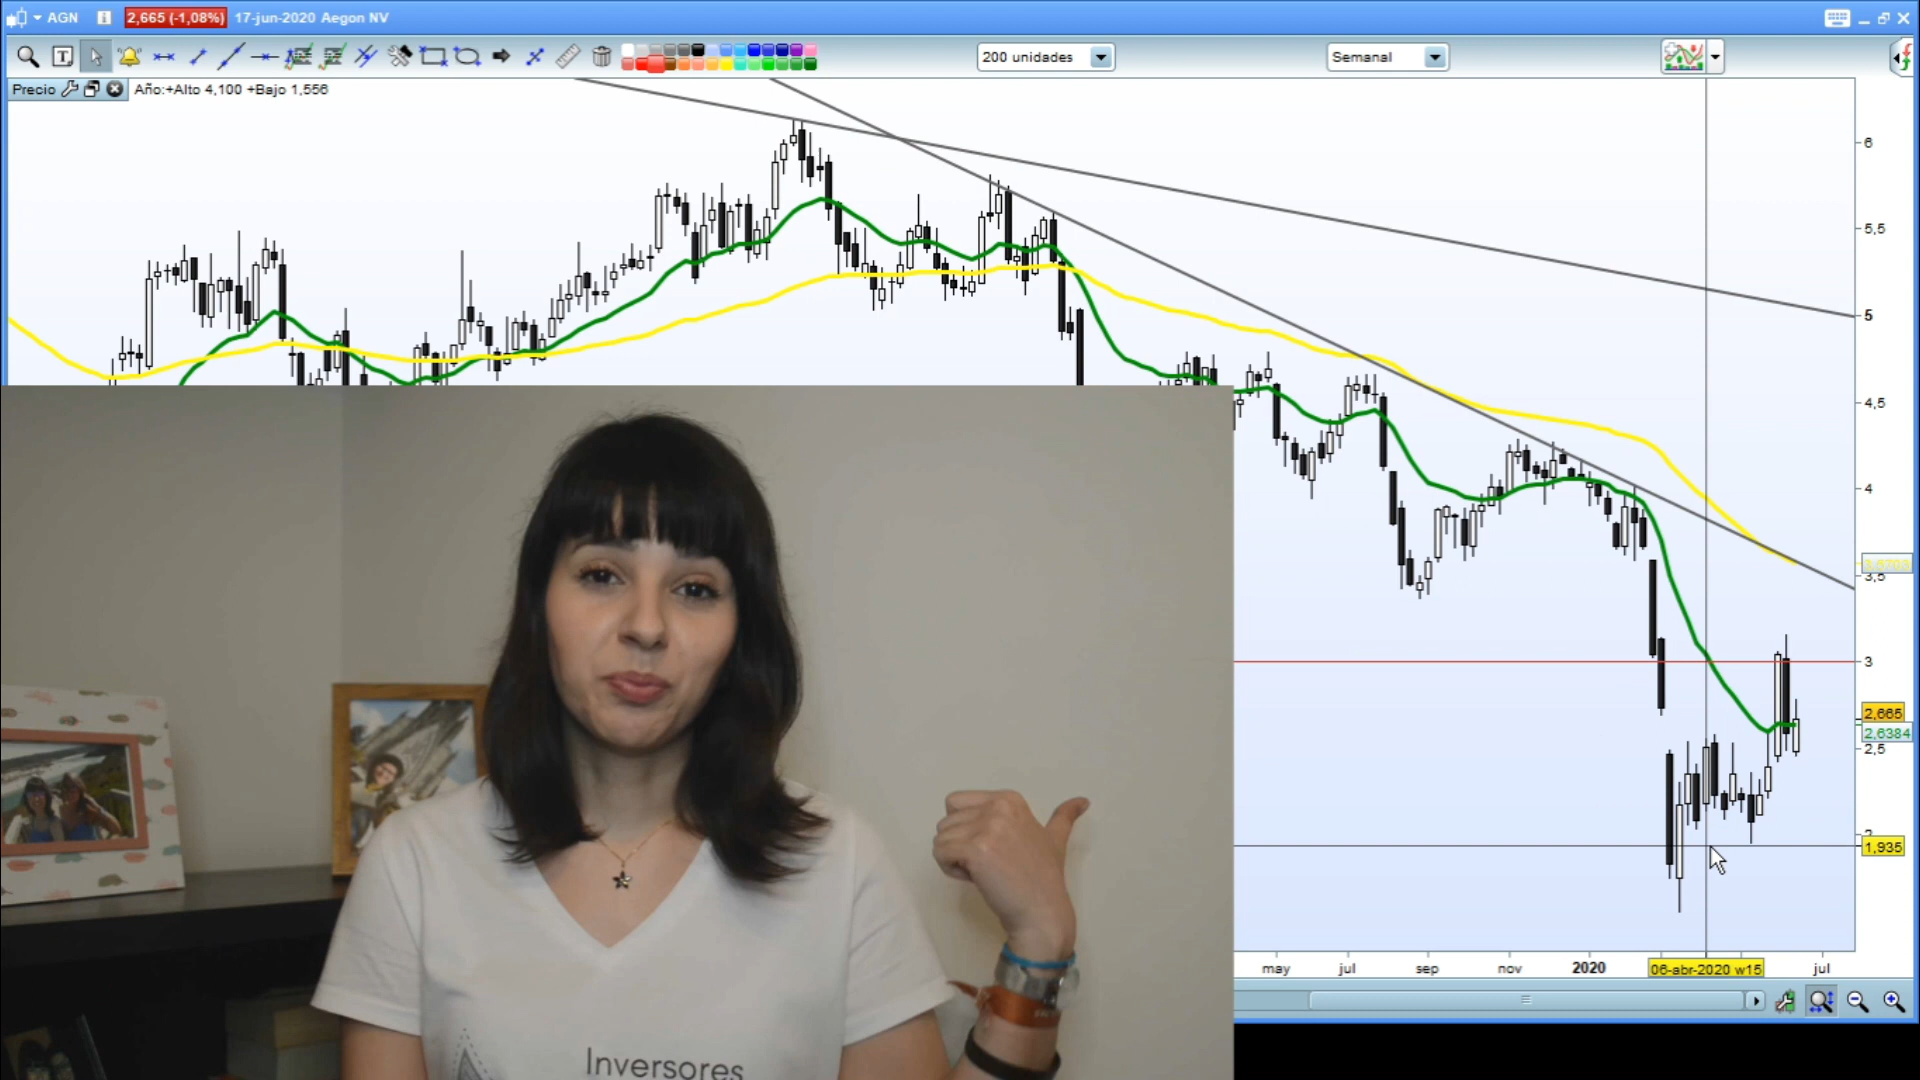 AGN 2,665 (-1,08%) 17-jun-2020 Aegon NV
200 unidades
Semanal
Precio Año:+Alto 4,100 +Bajo 1,556
6
5,5
5
4,5
4
3,5
3
2,665
2,6384
2,5
2
1,935
may jul sep nov 2020 06-abr-2020 w15 jul
Inversores